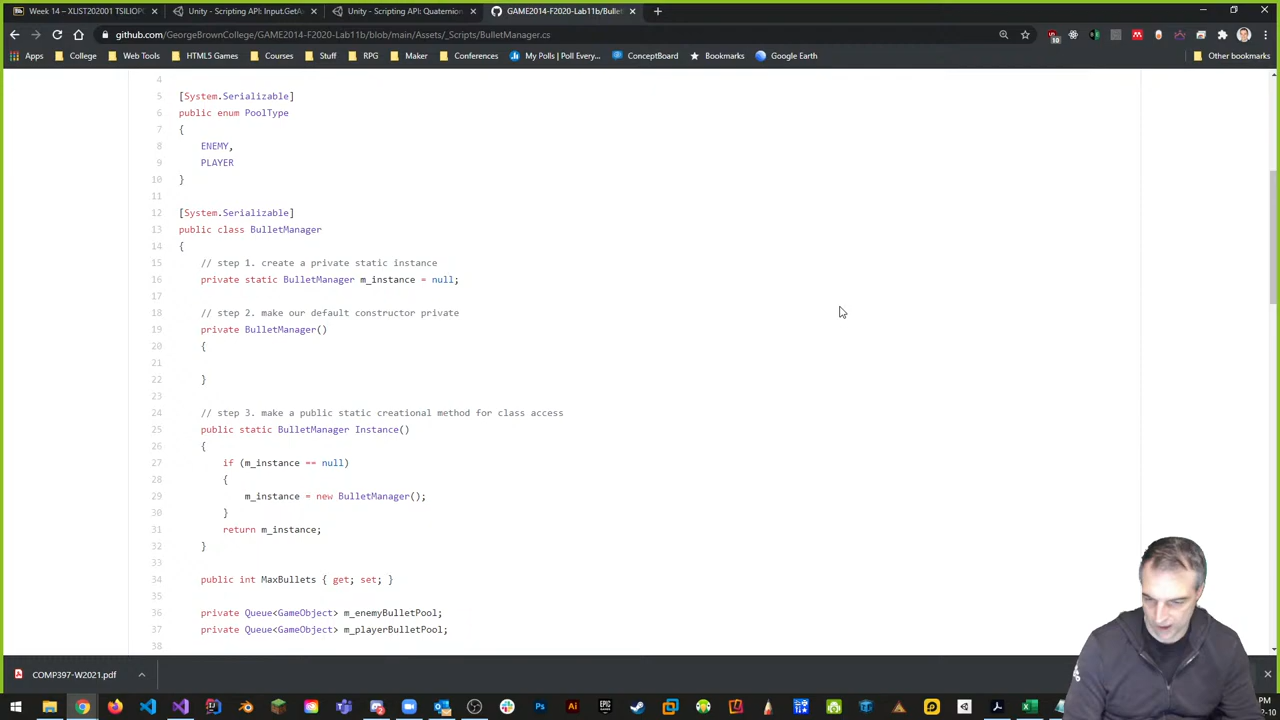 Week 14 – XLIST202001 TSILIOPO
Unity - Scripting API: Input.GetA
Unity - Scripting API: Quaternion
GAME2014-F2020-Lab11b/Bullet
github.com/GeorgeBrownCollege/GAME2014-F2020-Lab11b/blob/main/Assets/_Scripts/BulletManager.cs
10
Apps College Web Tools HTML5 Games Courses Stuff RPG Maker Conferences My Polls | Poll Every... ConceptBoard Bookmarks Google Earth Other bookmarks
4
5 [System.Serializable]
6 public enum PoolType
7 {
8 ENEMY,
9 PLAYER
10 }
11
12 [System.Serializable]
13 public class BulletManager
14 {
15 // step 1. create a private static instance
16 private static BulletManager m_instance = null;
17
18 // step 2. make our default constructor private
19 private BulletManager()
20 {
21
22 }
23
24 // step 3. make a public static creational method for class access
25 public static BulletManager Instance()
26 {
27 if (m_instance == null)
28 {
29 m_instance = new BulletManager();
30 }
31 return m_instance;
32 }
33
34 public int MaxBullets { get; set; }
35
36 private Queue<GameObject> m_enemyBulletPool;
37 private Queue<GameObject> m_playerBulletPool;
38
COMP397-W2021.pdf
Show all
PM